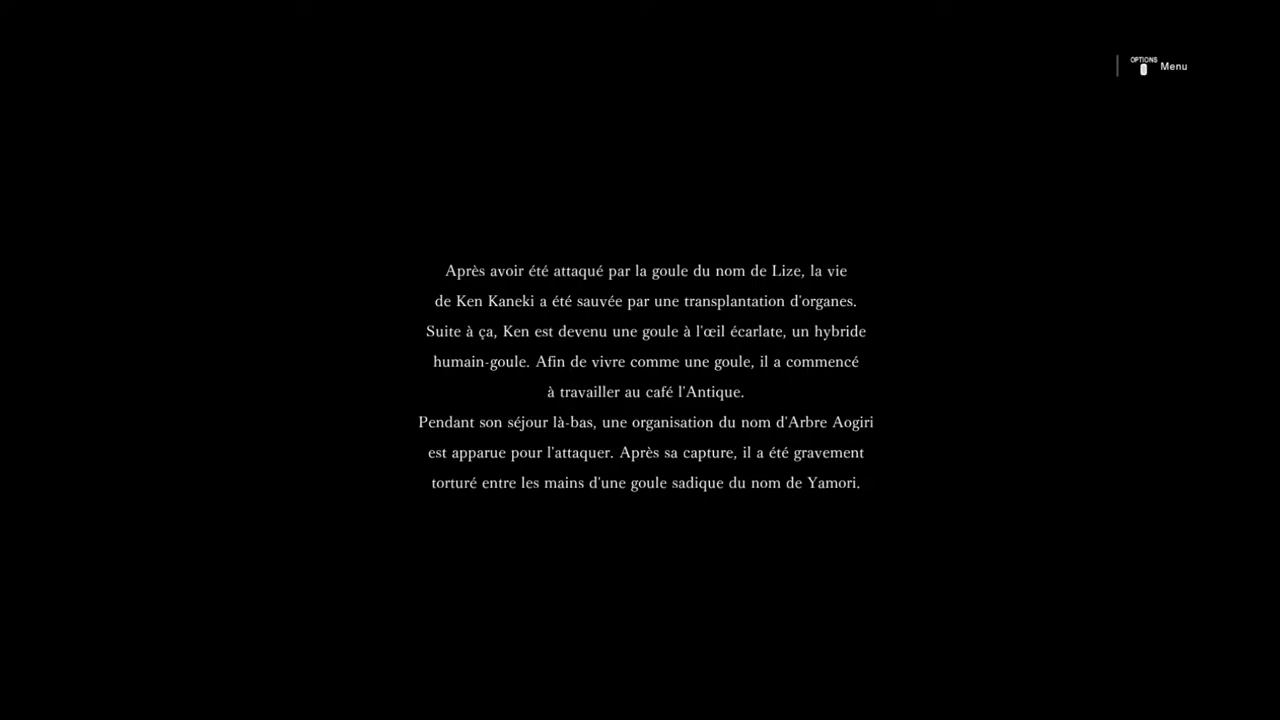 OPTIONS
Menu
Après avoir été attaqué par la goule du nom de Lize, la vie
de Ken Kaneki a été sauvée par une transplantation d'organes.
Suite à ça, Ken est devenu une goule à l'œil écarlate, un hybride
humain-goule. Afin de vivre comme une goule, il a commencé
à travailler au café l'Antique.
Pendant son séjour là-bas, une organisation du nom d'Arbre Aogiri
est apparue pour l'attaquer. Après sa capture, il a été gravement
torturé entre les mains d'une goule sadique du nom de Yamori.